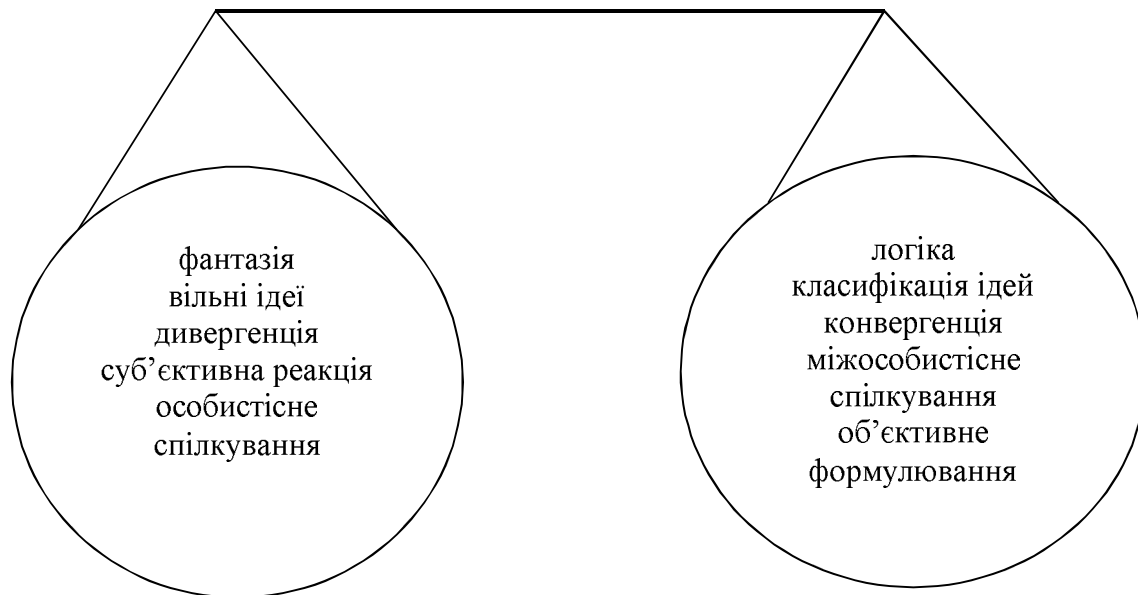 фантазія
вільні ідеї
дивергенція
суб’єктивна реакція
особистісне
спілкування
логіка
класифікація ідей
конвергенція
міжособистісне
спілкування
об’єктивне
формулювання